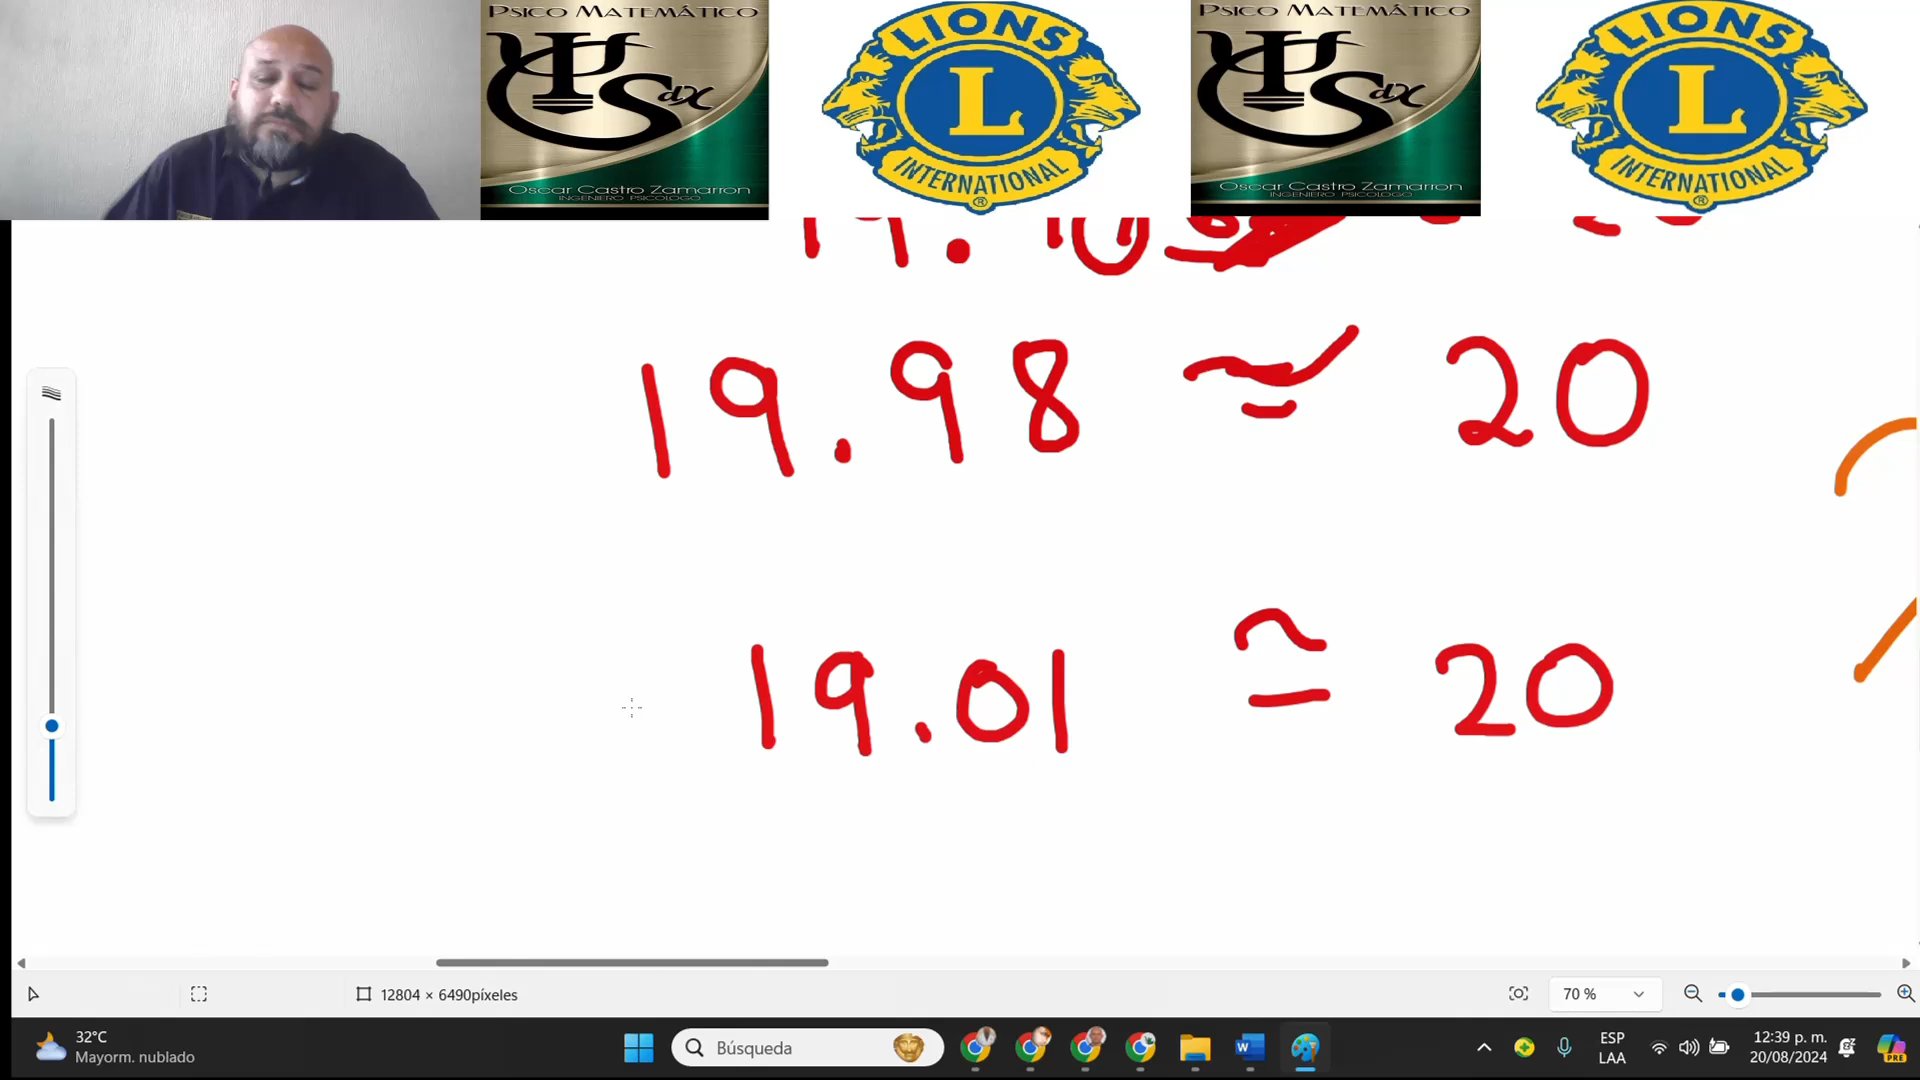 PSICO MATEMÁTICO
Oscar Castro Zamarron
INGENIERO PSICOLOGO
LIONS
L
INTERNATIONAL
®
PSICO MATEMÁTICO
Oscar Castro Zamarron
INGENIERO PSICOLOGO
LIONS
L
INTERNATIONAL
®
19.98 ≅ 20
19.01 ≅ 20
12804 × 6490píxeles
70 %
32°C
Mayorm. nublado
Búsqueda
W
ESP
LAA
12:39 p. m.
20/08/2024
PRE